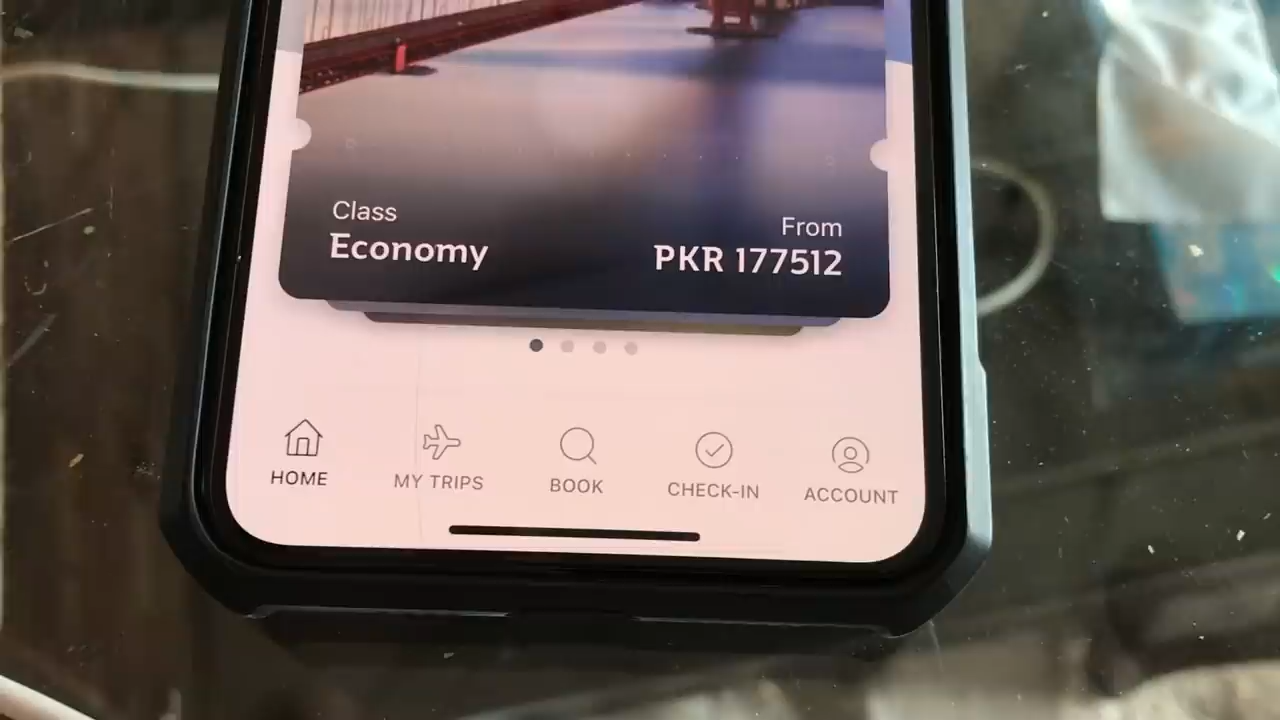 Class
Economy
From
PKR 177512
HOME
MY TRIPS
BOOK
CHECK-IN
ACCOUNT